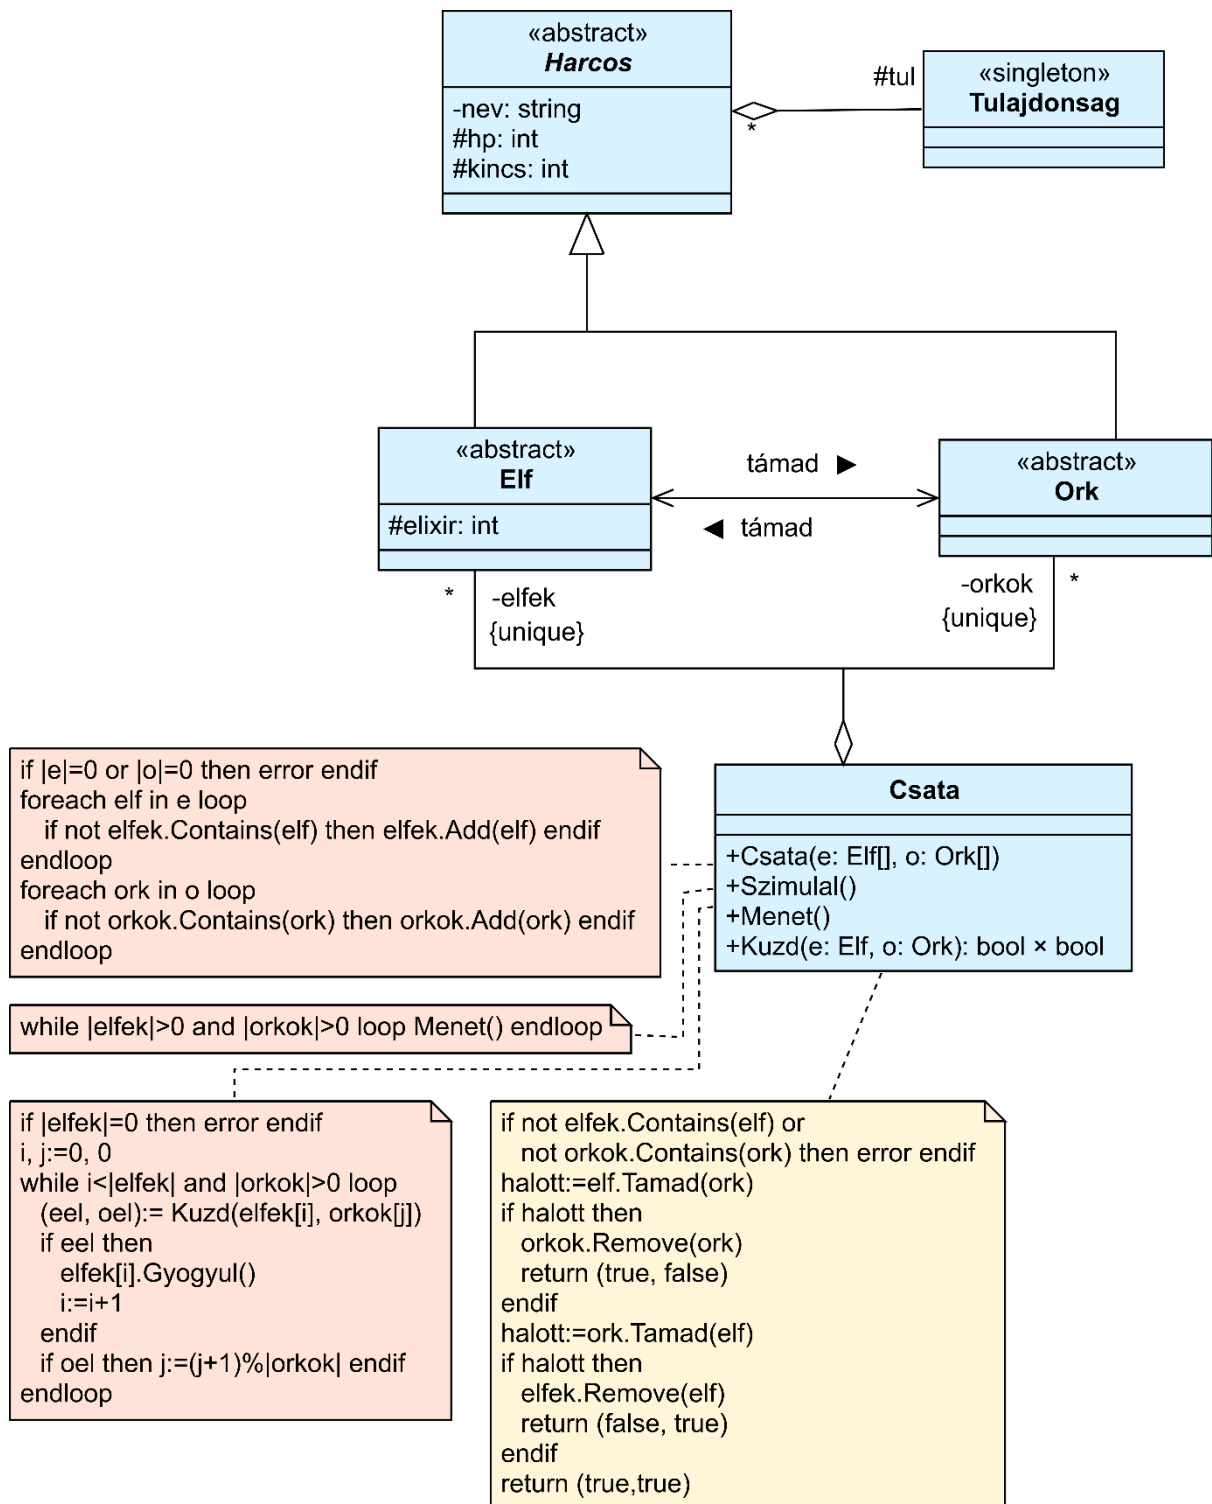 «abstract»
Harcos
-nev: string
#hp: int
#kincs: int
#tul
*
«singleton»
Tulajdonsag
«abstract»
Elf
#elixir: int
támad ►
◄ támad
«abstract»
Ork
*
-elfek
{unique}
-orkok
{unique}
*
if |e|=0 or |o|=0 then error endif
foreach elf in e loop
if not elfek.Contains(elf) then elfek.Add(elf) endif
endloop
foreach ork in o loop
if not orkok.Contains(ork) then orkok.Add(ork) endif
endloop
Csata
+Csata(e: Elf[], o: Ork[])
+Szimulal()
+Menet()
+Kuzd(e: Elf, o: Ork): bool × bool
while |elfek|>0 and |orkok|>0 loop Menet() endloop
if |elfek|=0 then error endif
i, j:=0, 0
while i<|elfek| and |orkok|>0 loop
(eel, oel):= Kuzd(elfek[i], orkok[j])
if eel then
elfek[i].Gyogyul()
i:=i+1
endif
if oel then j:=(j+1)%|orkok| endif
endloop
if not elfek.Contains(elf) or
not orkok.Contains(ork) then error endif
halott:=elf.Tamad(ork)
if halott then
orkok.Remove(ork)
return (true, false)
endif
halott:=ork.Tamad(elf)
if halott then
elfek.Remove(elf)
return (false, true)
endif
return (true,true)